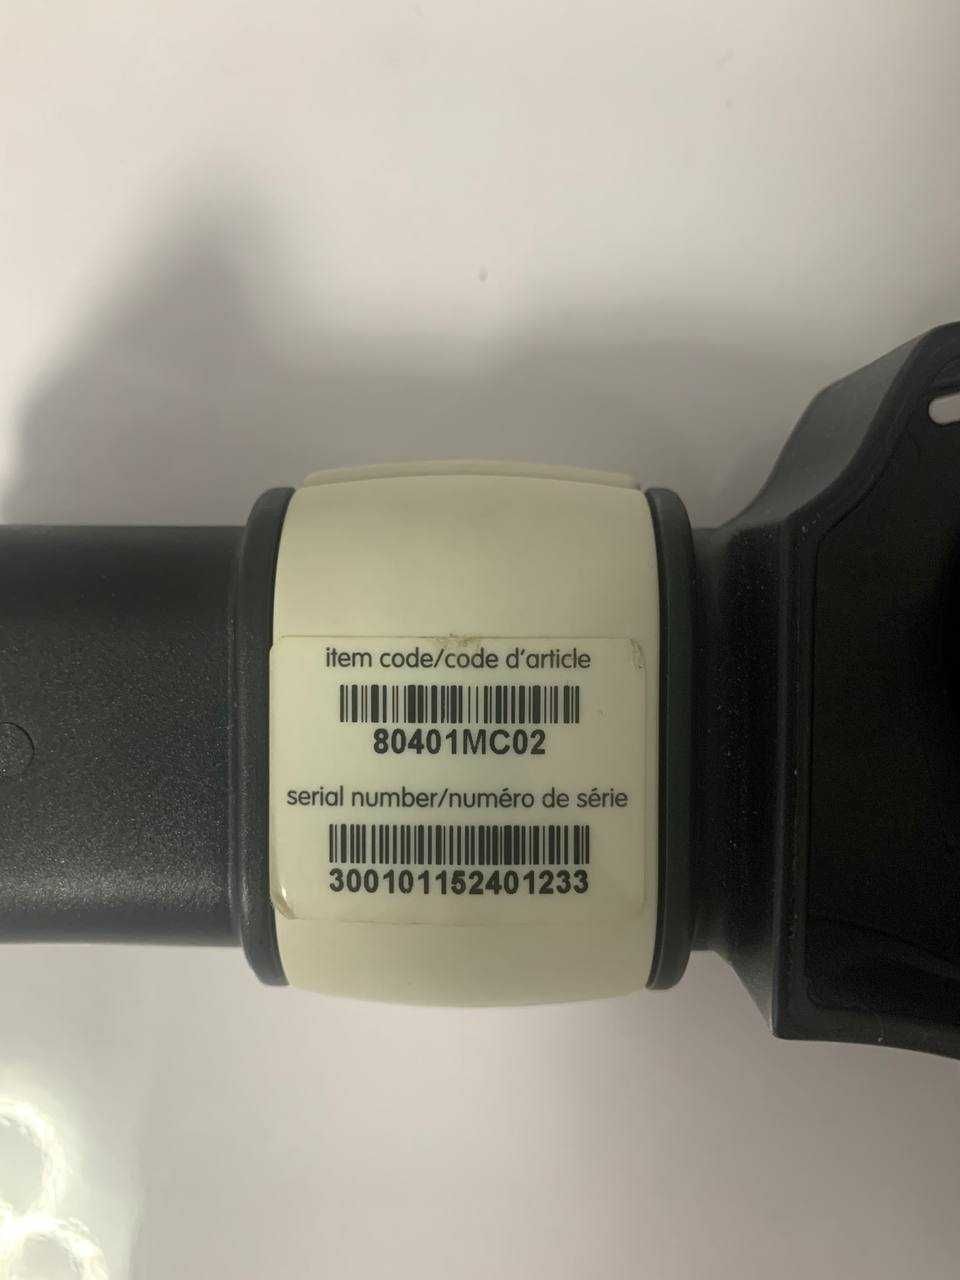 item code/code d'article
80401MC02
serial number/numéro de série
300101152401233